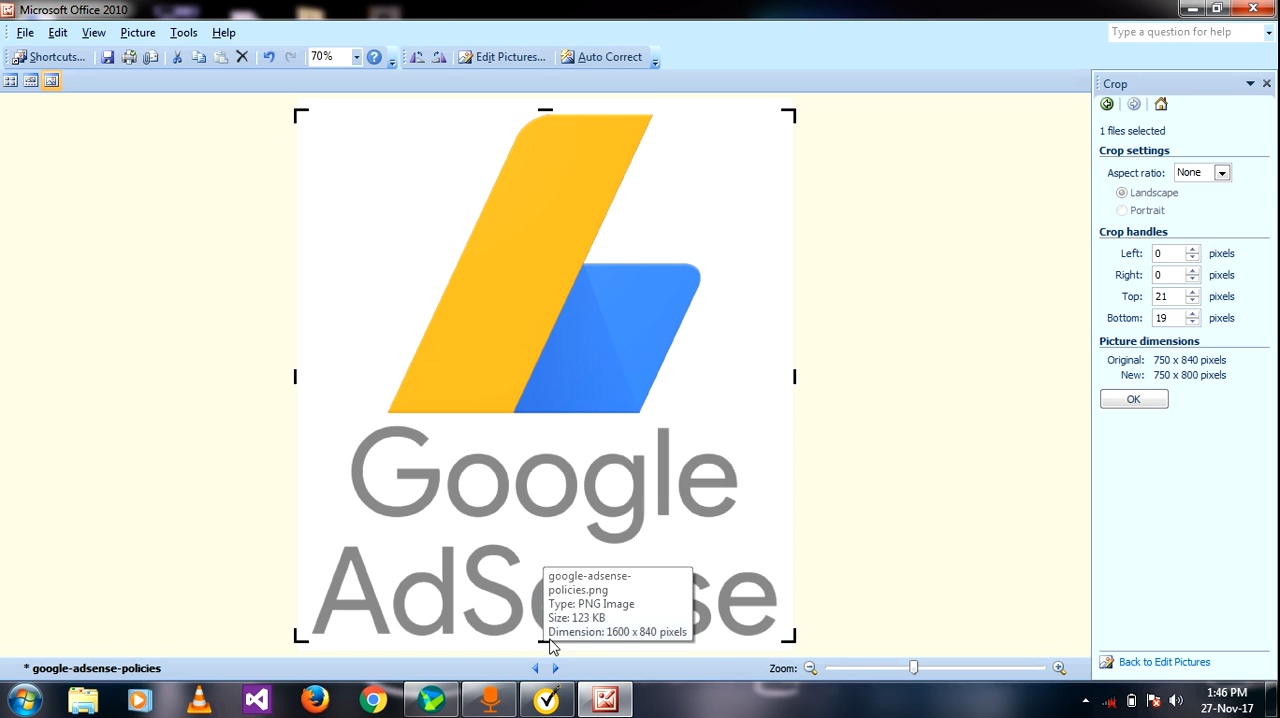 Microsoft Office 2010
File Edit View Picture Tools Help
Type a question for help
Shortcuts...
70%
Edit Pictures...
Auto Correct
Crop
1 files selected
Crop settings
Aspect ratio: None
Landscape
Portrait
Crop handles
Left: 0 pixels
Right: 0 pixels
Top: 21 pixels
Bottom: 19 pixels
Picture dimensions
Original: 750 x 840 pixels
New: 750 x 800 pixels
OK
Google
AdSense
google-adsense-
policies.png
Type: PNG Image
Size: 123 KB
Dimension: 1600 x 840 pixels
Back to Edit Pictures
* google-adsense-policies
Zoom:
1:46 PM
27-Nov-17